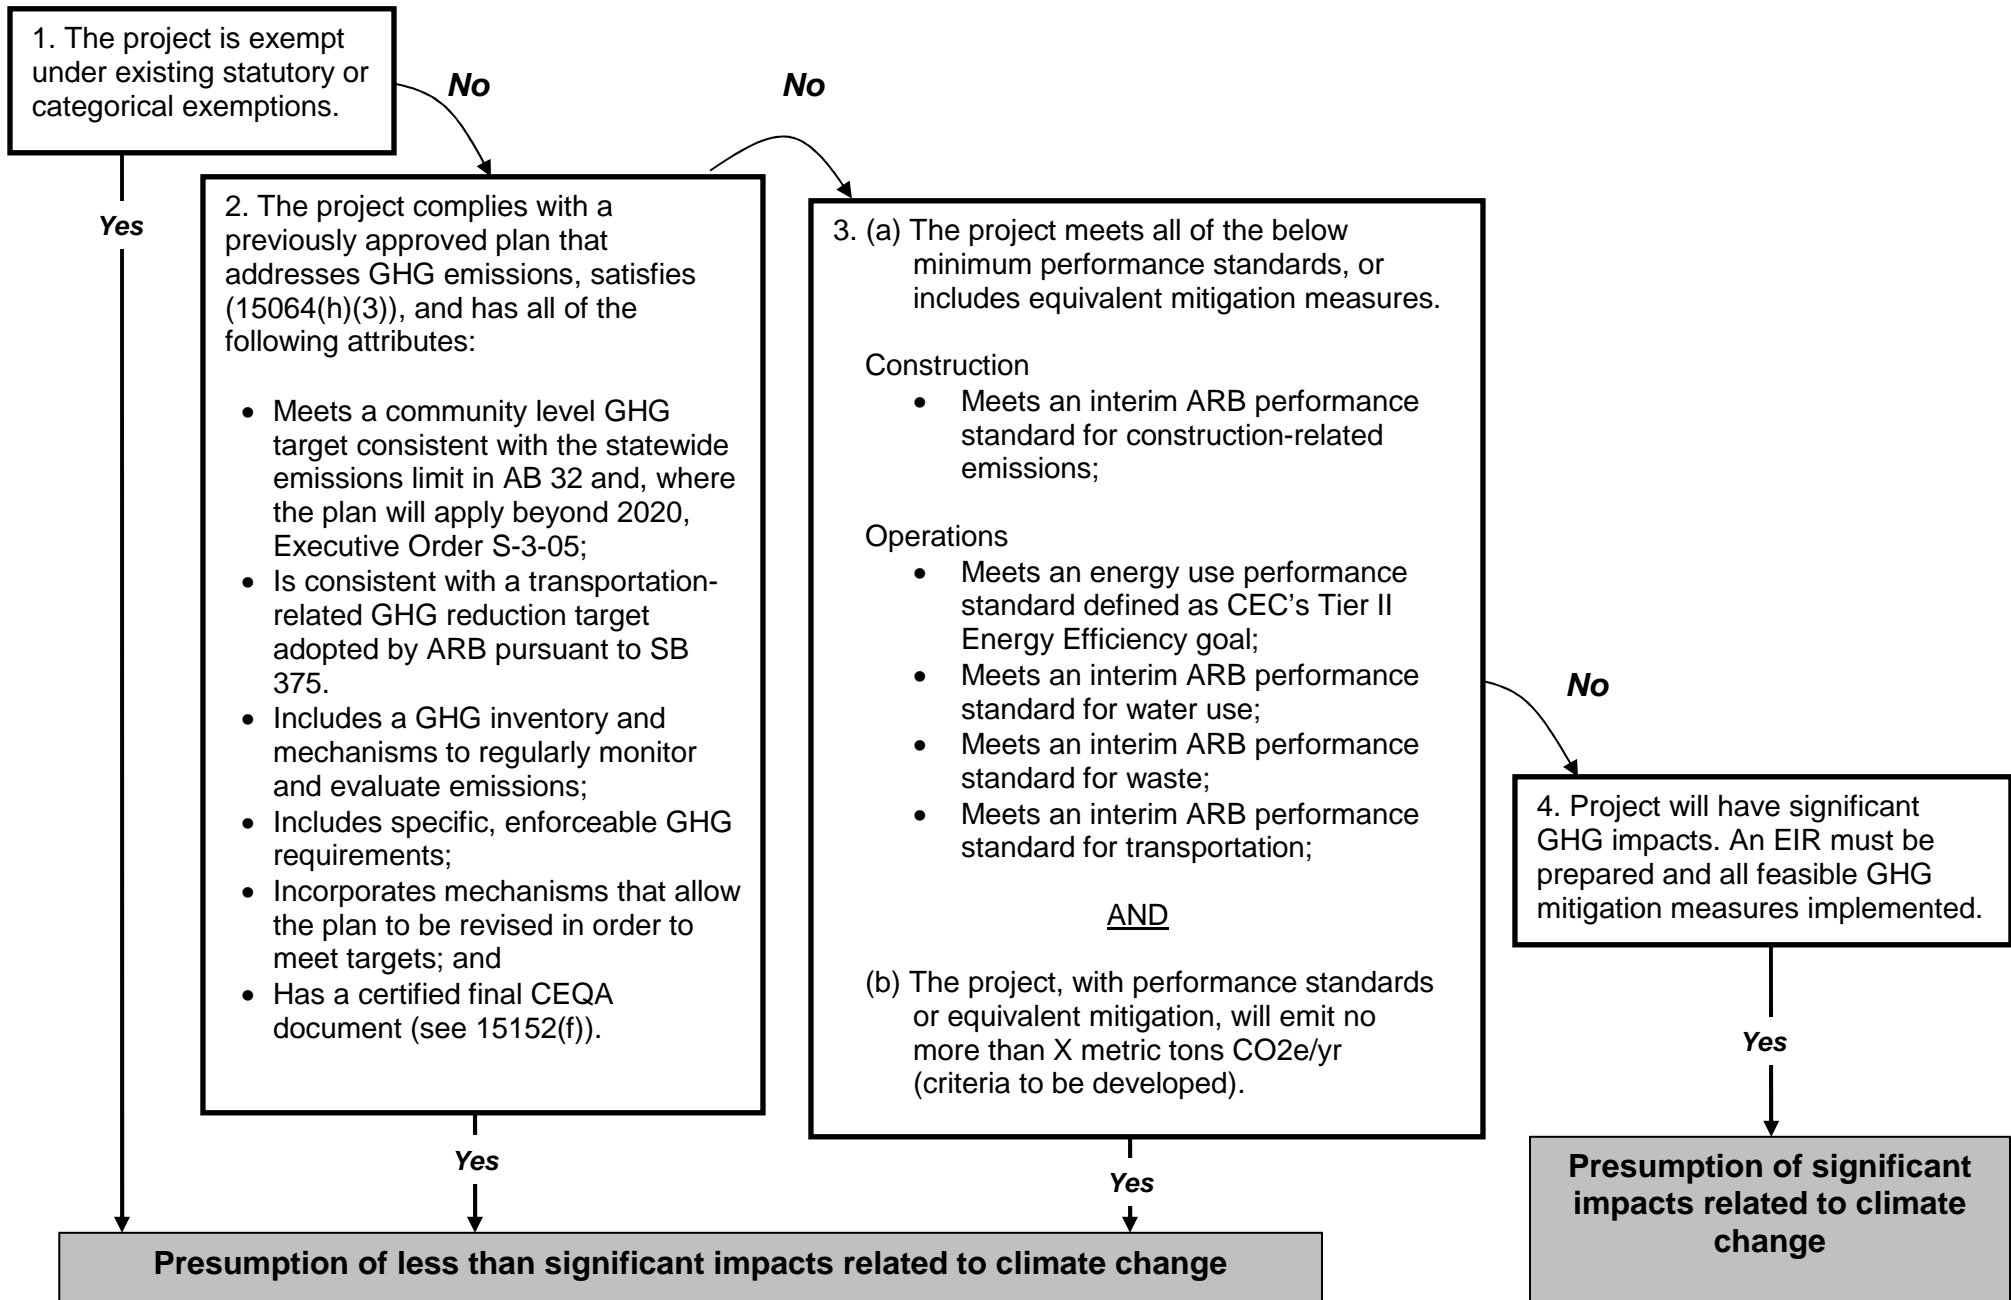 1. The project is exempt
under existing statutory or
categorical exemptions.
No
No
Yes
2. The project complies with a
previously approved plan that
addresses GHG emissions, satisfies
(15064(h)(3)), and has all of the
following attributes:
• Meets a community level GHG
target consistent with the statewide
emissions limit in AB 32 and, where
the plan will apply beyond 2020,
Executive Order S-3-05;
• Is consistent with a transportation-
related GHG reduction target
adopted by ARB pursuant to SB
375.
• Includes a GHG inventory and
mechanisms to regularly monitor
and evaluate emissions;
• Includes specific, enforceable GHG
requirements;
• Incorporates mechanisms that allow
the plan to be revised in order to
meet targets; and
• Has a certified final CEQA
document (see 15152(f)).
Yes
3. (a) The project meets all of the below
minimum performance standards, or
includes equivalent mitigation measures.
Construction
• Meets an interim ARB performance
standard for construction-related
emissions;
Operations
• Meets an energy use performance
standard defined as CEC’s Tier II
Energy Efficiency goal;
• Meets an interim ARB performance
standard for water use;
• Meets an interim ARB performance
standard for waste;
• Meets an interim ARB performance
standard for transportation;
AND
(b) The project, with performance standards
or equivalent mitigation, will emit no
more than X metric tons CO2e/yr
(criteria to be developed).
Yes
No
4. Project will have significant
GHG impacts. An EIR must be
prepared and all feasible GHG
mitigation measures implemented.
Yes
Presumption of less than significant impacts related to climate change
Presumption of significant
impacts related to climate
change